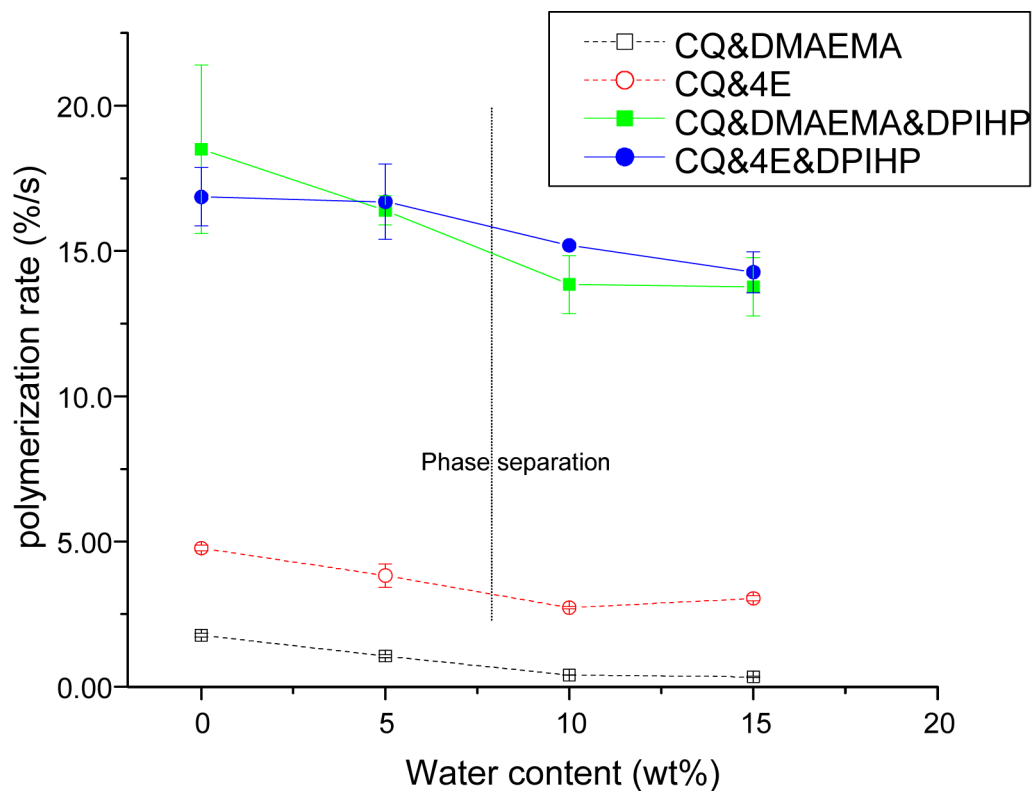 CQ&DMAEMA
CQ&4E
CQ&DMAEMA&DPIHP
CQ&4E&DPIHP
polymerization rate (%/s)
20.0
15.0
10.0
5.00
0.00
Phase separation
0 5 10 15 20
Water content (wt%)